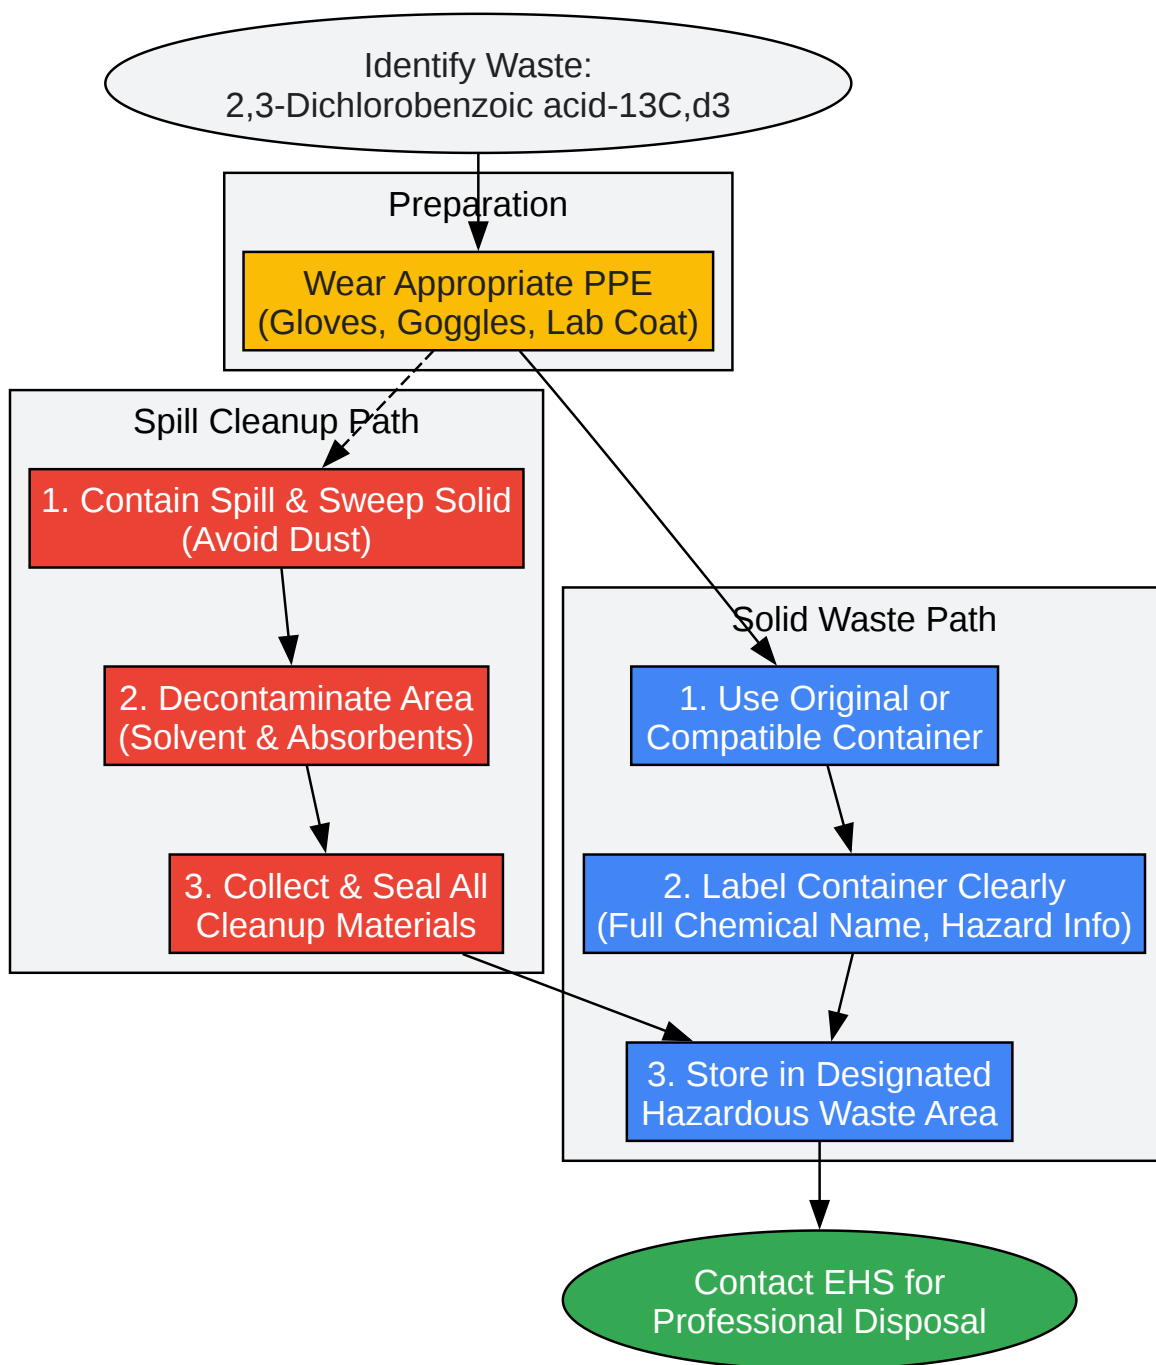 Identify Waste:
2,3-Dichlorobenzoic acid-13C,d3
Preparation
Wear Appropriate PPE
(Gloves, Goggles, Lab Coat)
Spill Cleanup Path
1. Contain Spill & Sweep Solid
(Avoid Dust)
2. Decontaminate Area
(Solvent & Absorbents)
3. Collect & Seal All
Cleanup Materials
Solid Waste Path
1. Use Original or
Compatible Container
2. Label Container Clearly
(Full Chemical Name, Hazard Info)
3. Store in Designated
Hazardous Waste Area
Contact EHS for
Professional Disposal